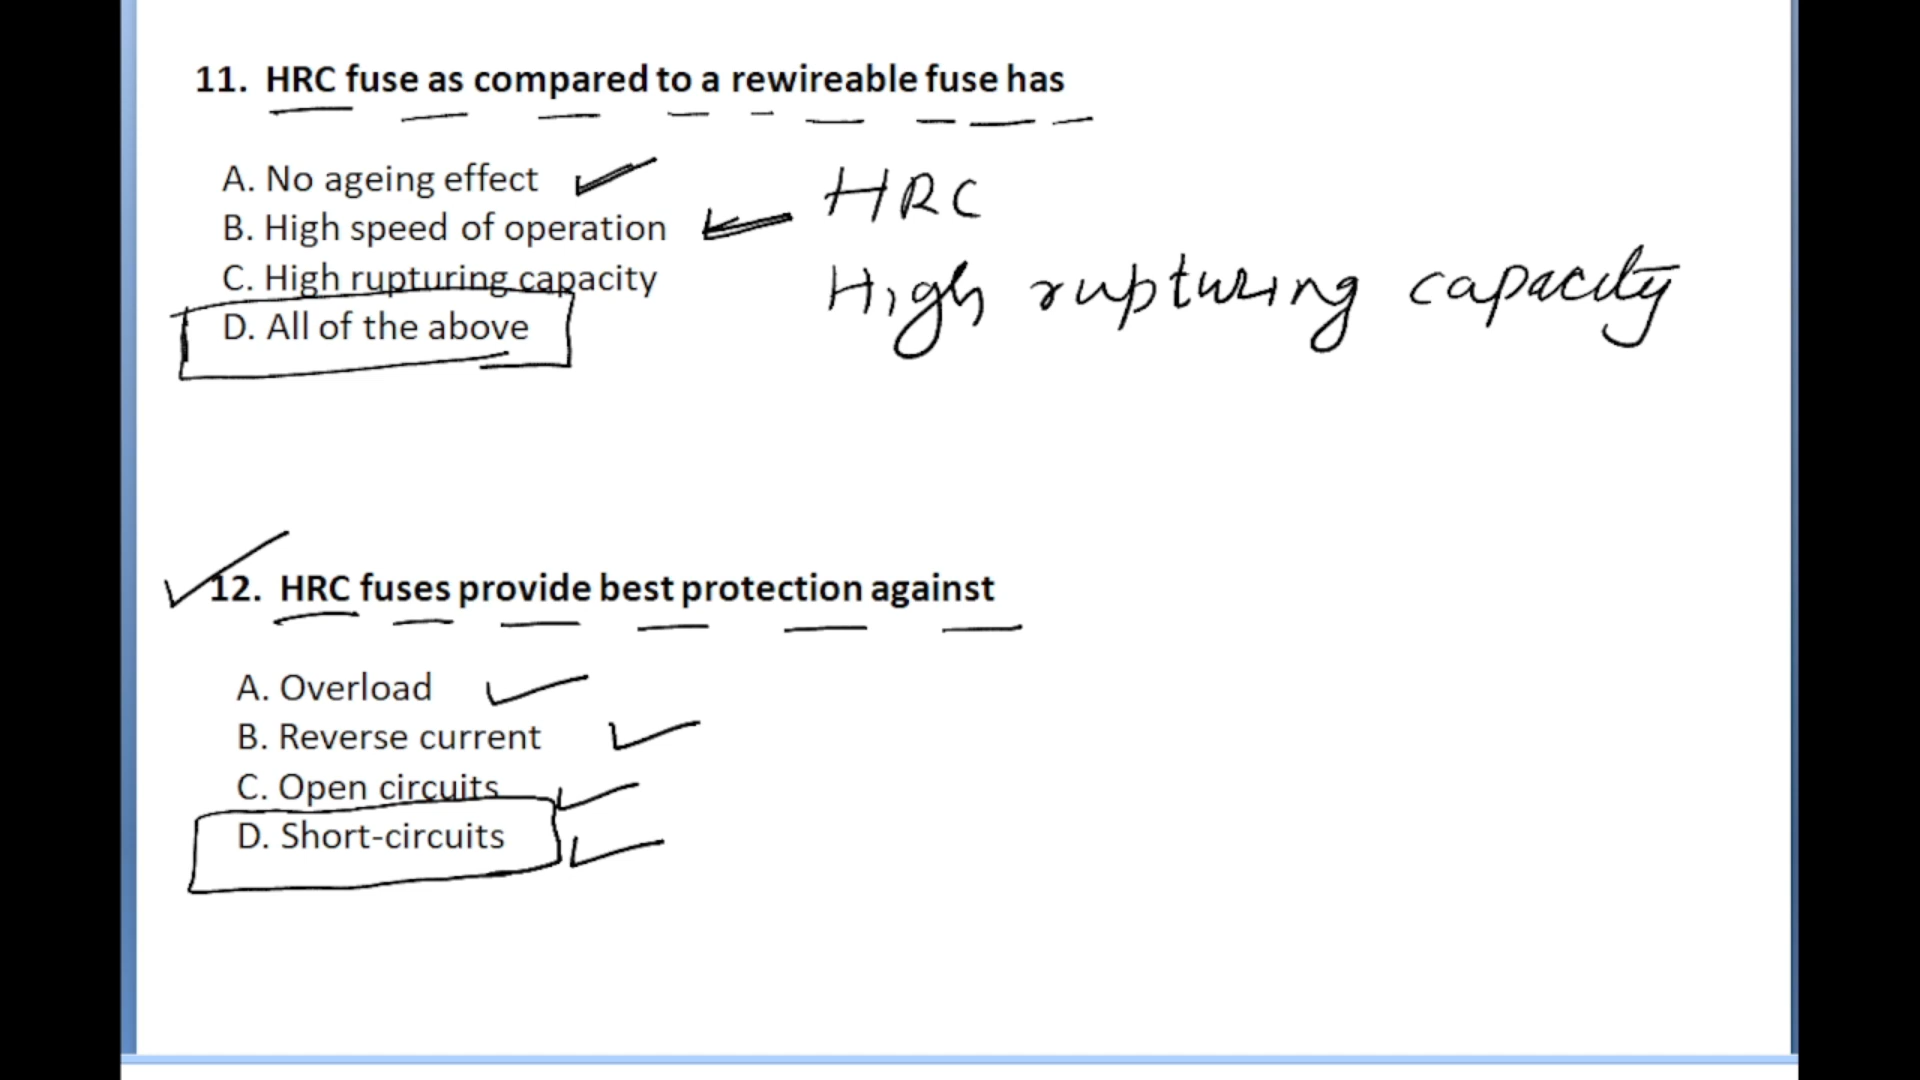 11. HRC fuse as compared to a rewireable fuse has
A. No ageing effect
B. High speed of operation
C. High rupturing capacity
D. All of the above
HRC
High rupturing capacity
12. HRC fuses provide best protection against
A. Overload
B. Reverse current
C. Open circuits
D. Short-circuits